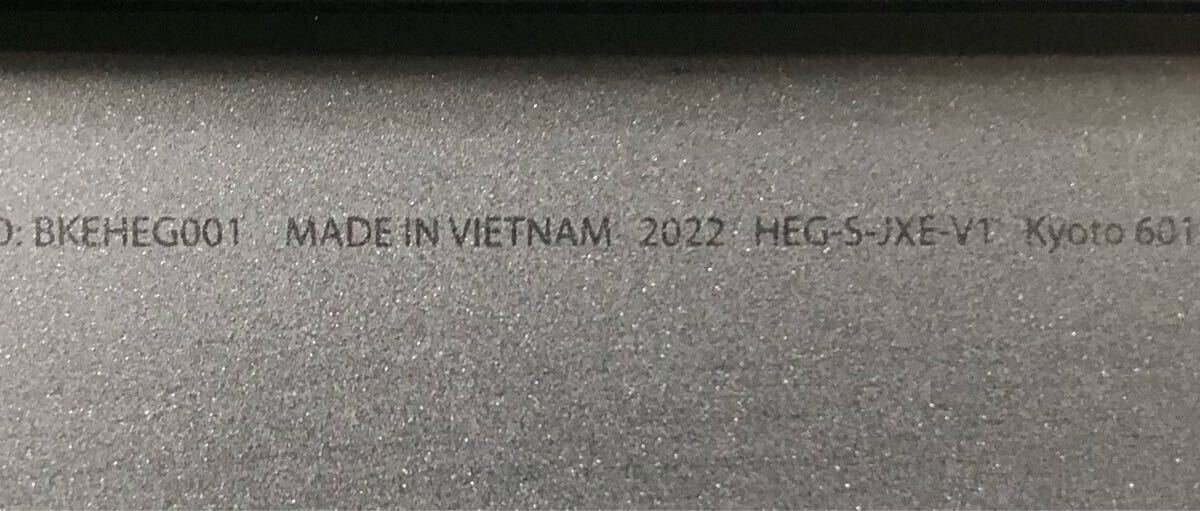 D: BKEHEG001 MADE IN VIETNAM 2022 HEG-S-JXE-V1 Kyoto 601